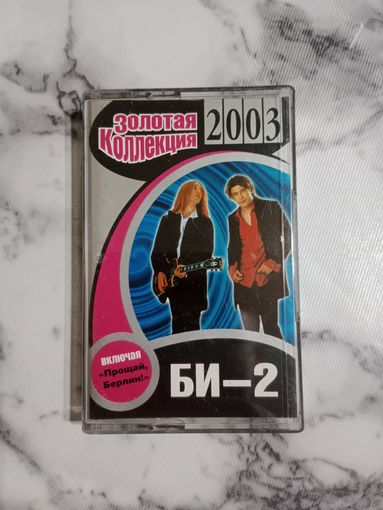 Золотая
Коллекция
2003
включая
«Прощай,
Берлин!»
БИ–2